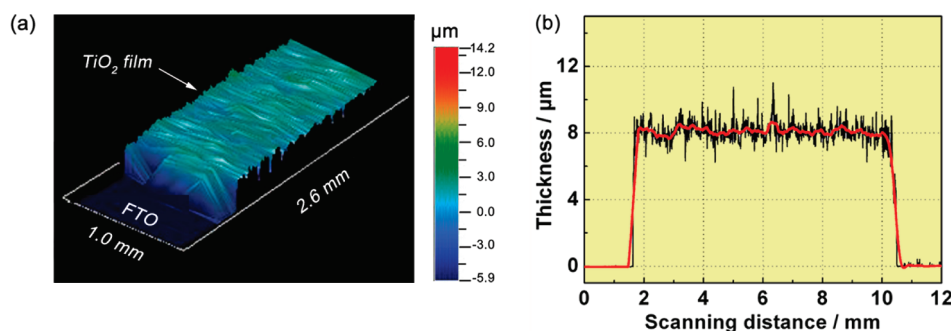 (a)
TiO2 film
FTO
1.0 mm
2.6 mm
µm
14.2
12.0
9.0
6.0
3.0
0.0
-3.0
-5.9
(b)
Thickness / µm
12
8
4
0
0 2 4 6 8 10 12
Scanning distance / mm